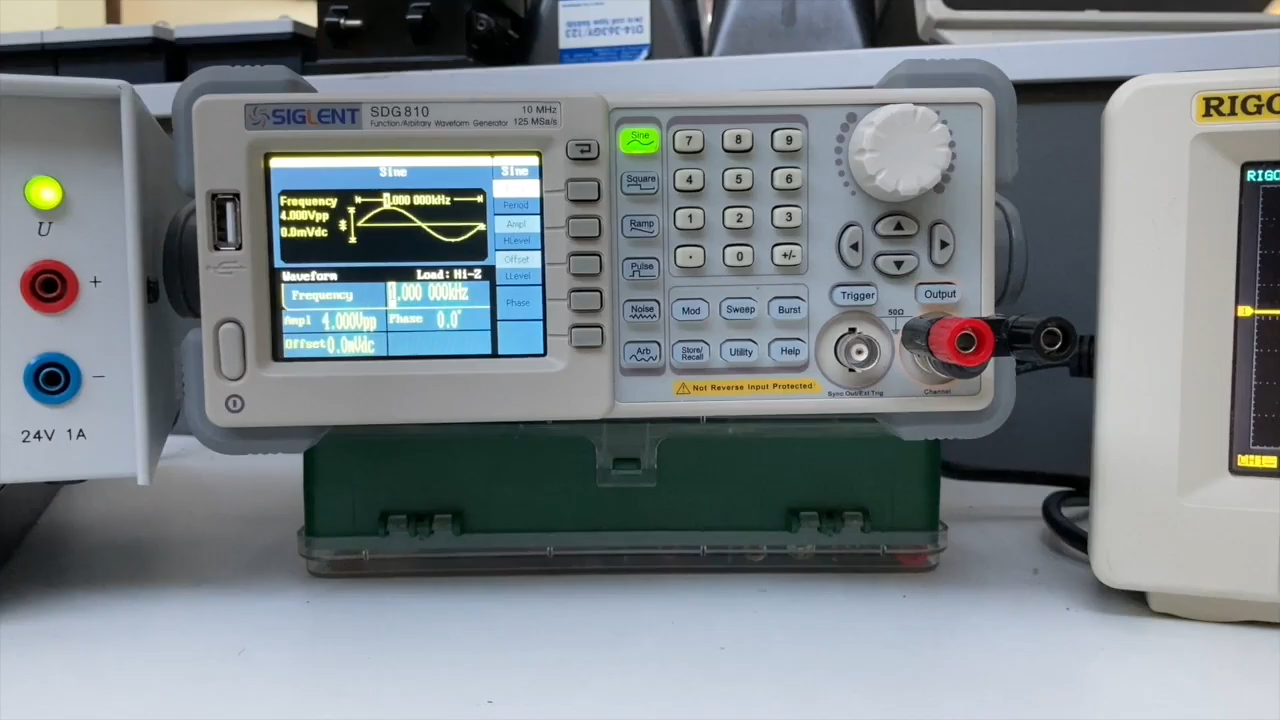 U
+
−
24V 1A
SIGLENT
SDG810
Function/Arbitrary Waveform Generator
10 MHz
125 MSa/s
Sine
Frequency
4.000Vpp
0.0mVdc
.000 000kHz
Waveform
Load: Hi-Z
Frequency
.000 000kHz
Ampl 4.000Vpp
Phase 0.0°
Offset 0.0mVdc
Sine
Period
Ampl
HLevel
Offset
LLevel
Phase
Sine
Square
Ramp
Pulse
Noise
Arb
7 8 9
4 5 6
1 2 3
. 0 +/-
Mod Sweep Burst
Store/Recall Utility Help
Trigger
Output
50Ω
Not Reverse Input Protected!
Sync Out/Ext Trig
Channel
D14-363GY/123
RIGO
RIGO